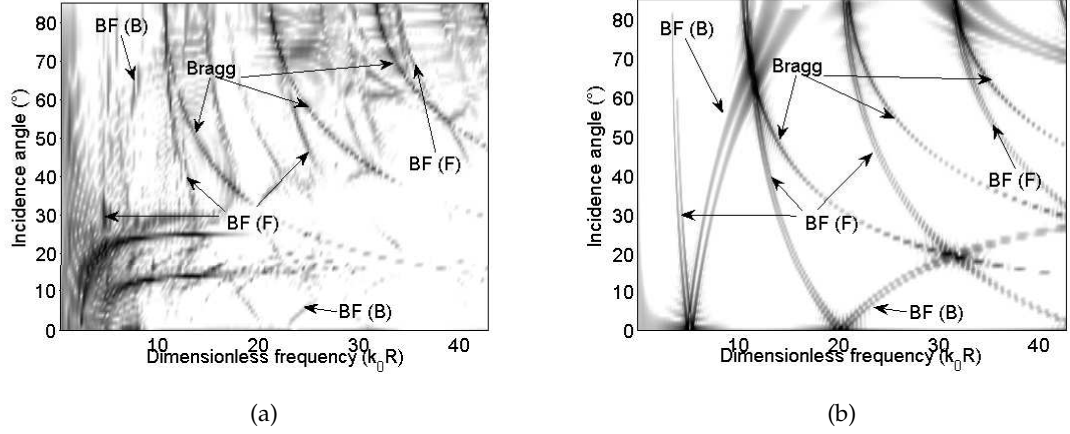 80
70
60
50
40
30
20
10
0
Incidence angle (°)
BF (B)
Bragg
BF (F)
BF (F)
BF (B)
10
20
30
40
Dimensionless frequency (k0R)
(a)
80
70
60
50
40
30
20
10
0
Incidence angle (°)
BF (B)
Bragg
BF (F)
BF (F)
BF (B)
10
20
30
40
Dimensionless frequency (k0R)
(b)